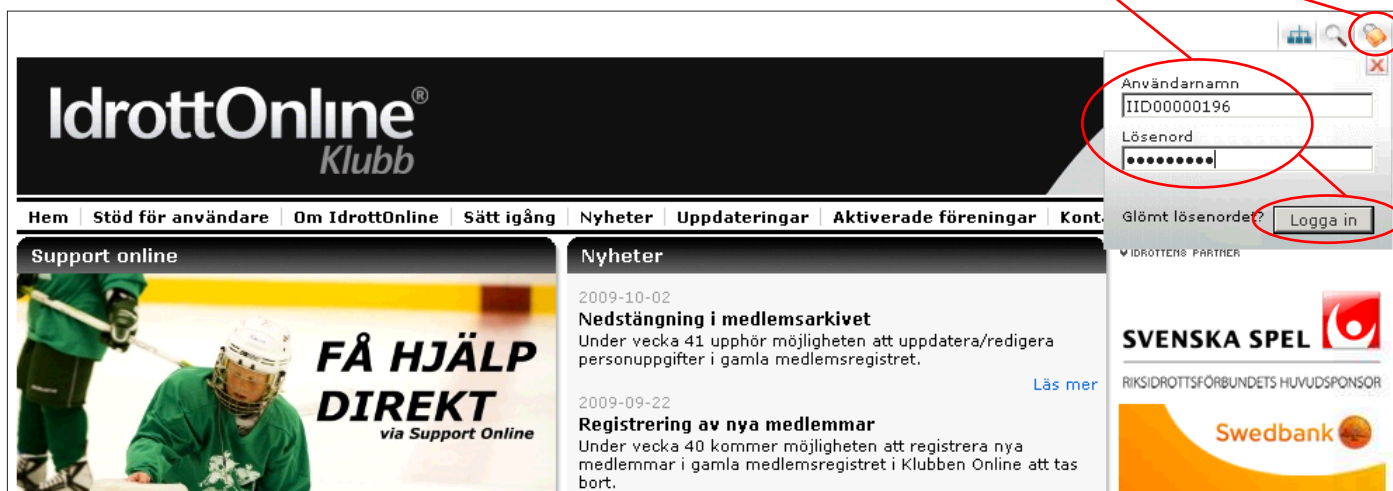 Användarnamn
IID00000196
Lösenord
•••••••••
Glömt lösenordet?
Logga in
IdrottOnline®
Klubb
Hem
Stöd för användare
Om IdrottOnline
Sätt igång
Nyheter
Uppdateringar
Aktiverade föreningar
Kont
Support online
FÅ HJÄLP
DIREKT
via Support Online
Nyheter
2009-10-02
Nedstängning i medlemsarkivet
Under vecka 41 upphör möjligheten att uppdatera/redigera
personuppgifter i gamla medlemsregistret.
Läs mer
2009-09-22
Registrering av nya medlemmar
Under vecka 40 kommer möjligheten att registrera nya
medlemmar i gamla medlemsregistret i Klubben Online att tas
bort.
IDROTTENS PARTNER
SVENSKA SPEL
RIKSIDROTTSFÖRBUNDETS HUVUDSPONSOR
Swedbank